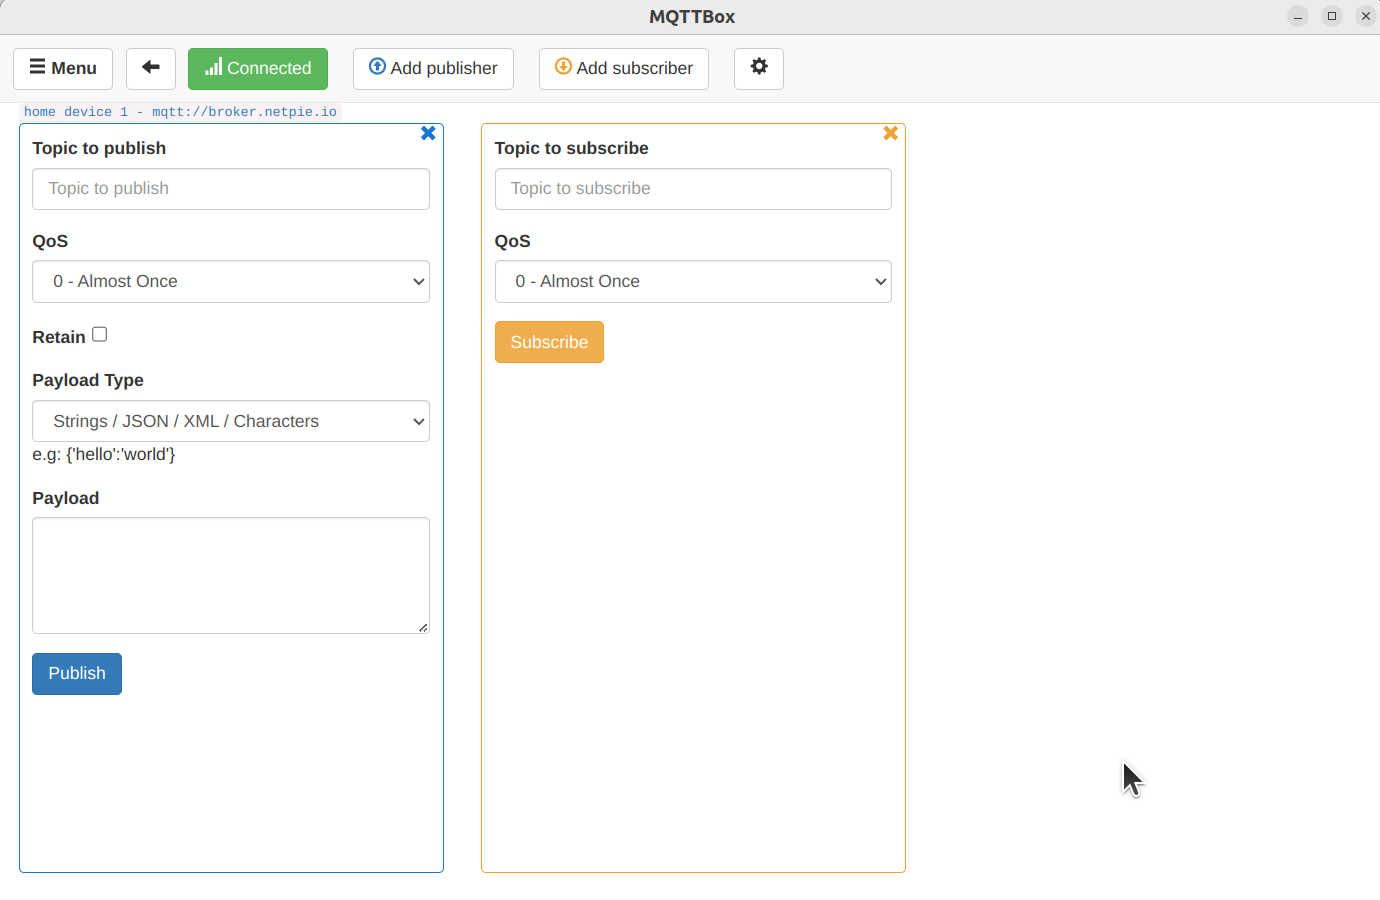 MQTTBox
Menu
Connected
Add publisher
Add subscriber
home device 1 - mqtt://broker.netpie.io
Topic to publish
Topic to publish
QoS
0 - Almost Once
Retain
Payload Type
Strings / JSON / XML / Characters
e.g: {'hello':'world'}
Payload
Publish
Topic to subscribe
Topic to subscribe
QoS
0 - Almost Once
Subscribe